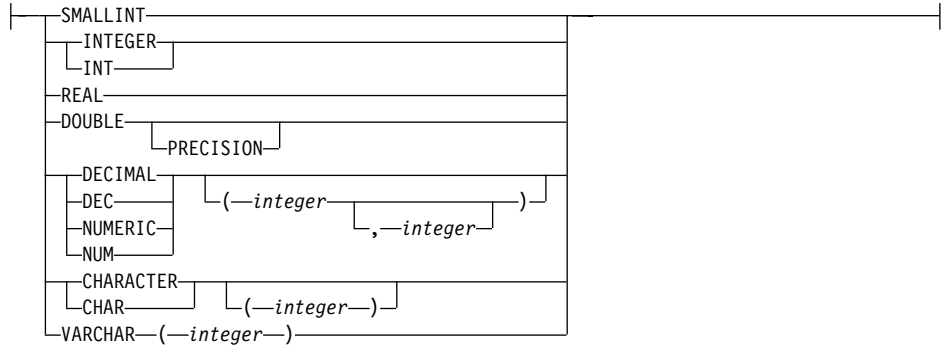 SMALLINT
INTEGER
INT
REAL
DOUBLE
PRECISION
DECIMAL
DEC ( integer )
NUMERIC , integer
NUM
CHARACTER
CHAR ( integer )
VARCHAR ( integer )